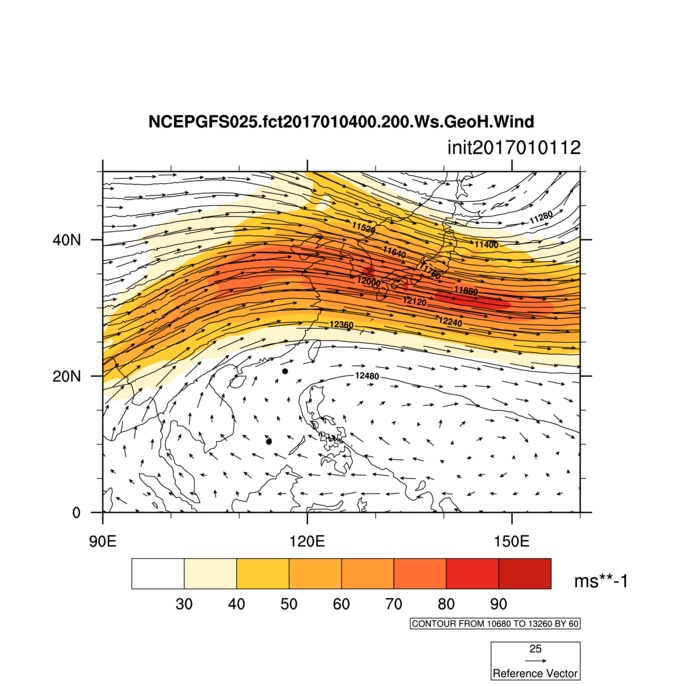 NCEPGFS025.fct2017010400.200.Ws.GeoH.Wind
init2017010112
11280
11520
11400
40N
11640
11760
12000
11880
12120
12240
12360
20N
12480
0
90E 120E 150E
ms**-1
30 40 50 60 70 80 90
CONTOUR FROM 10680 TO 13260 BY 60
25
Reference Vector